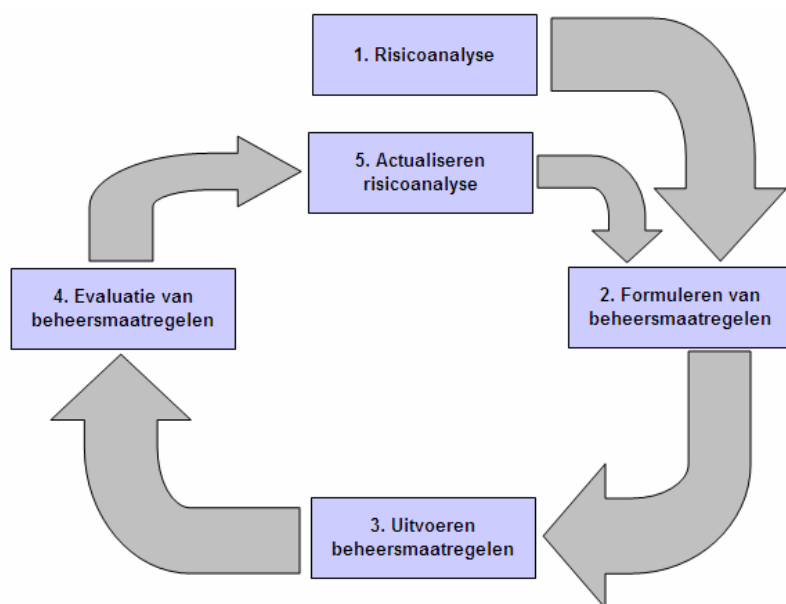 1. Risicoanalyse
5. Actualiseren
risicoanalyse
2. Formuleren van
beheersmaatregelen
3. Uitvoeren
beheersmaatregelen
4. Evaluatie van
beheersmaatregelen